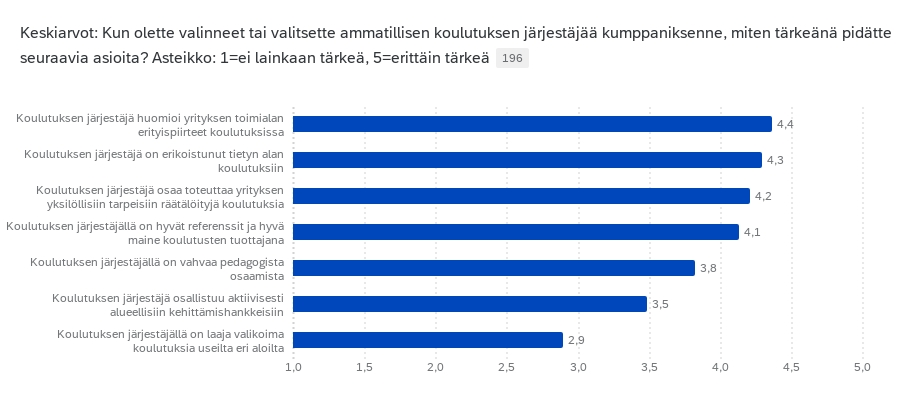 Keskiarvot: Kun olette valinneet tai valitsette ammatillisen koulutuksen järjestäjää kumppaniksenne, miten tärkeänä pidätte
seuraavia asioita? Asteikko: 1=ei lainkaan tärkeä, 5=erittäin tärkeä 196
Koulutuksen järjestäjä huomioi yrityksen toimialan
erityispiirteet koulutuksissa
4,4
Koulutuksen järjestäjä on erikoistunut tietyn alan
koulutuksiin
4,3
Koulutuksen järjestäjä osaa toteuttaa yrityksen
yksilöllisiin tarpeisiin räätälöityjä koulutuksia
4,2
Koulutuksen järjestäjällä on hyvät referenssit ja hyvä
maine koulutusten tuottajana
4,1
Koulutuksen järjestäjällä on vahvaa pedagogista
osaamista
3,8
Koulutuksen järjestäjä osallistuu aktiivisesti
alueellisiin kehittämishankkeisiin
3,5
Koulutuksen järjestäjällä on laaja valikoima
koulutuksia useilta eri aloilta
2,9
1,0 1,5 2,0 2,5 3,0 3,5 4,0 4,5 5,0